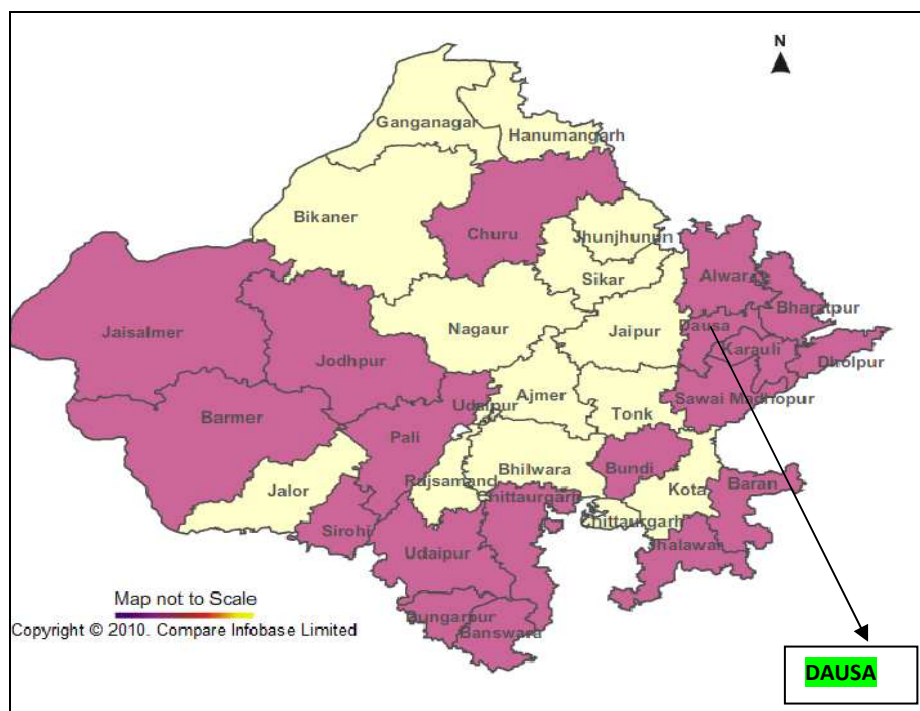 N
Ganganagar
Hanumangarh
Bikaner
Churu
Jhunjhunun
Sikar
Alwar
Bharatpur
Jaisalmer
Nagaur
Jaipur
Dausa
Jodhpur
Karauli
Dholpur
Ajmer
Udaipur
Tonk
Sawai Madhopur
Barmer
Pali
Bhilwara
Bundi
Rajsamand
Baran
Jalor
Kota
Chittaurgarh
Chittaurgarh
Sirohi
Jhalawar
Udaipur
Map not to Scale
Dungarpur
Copyright © 2010. Compare Infobase Limited
Banswara
DAUSA